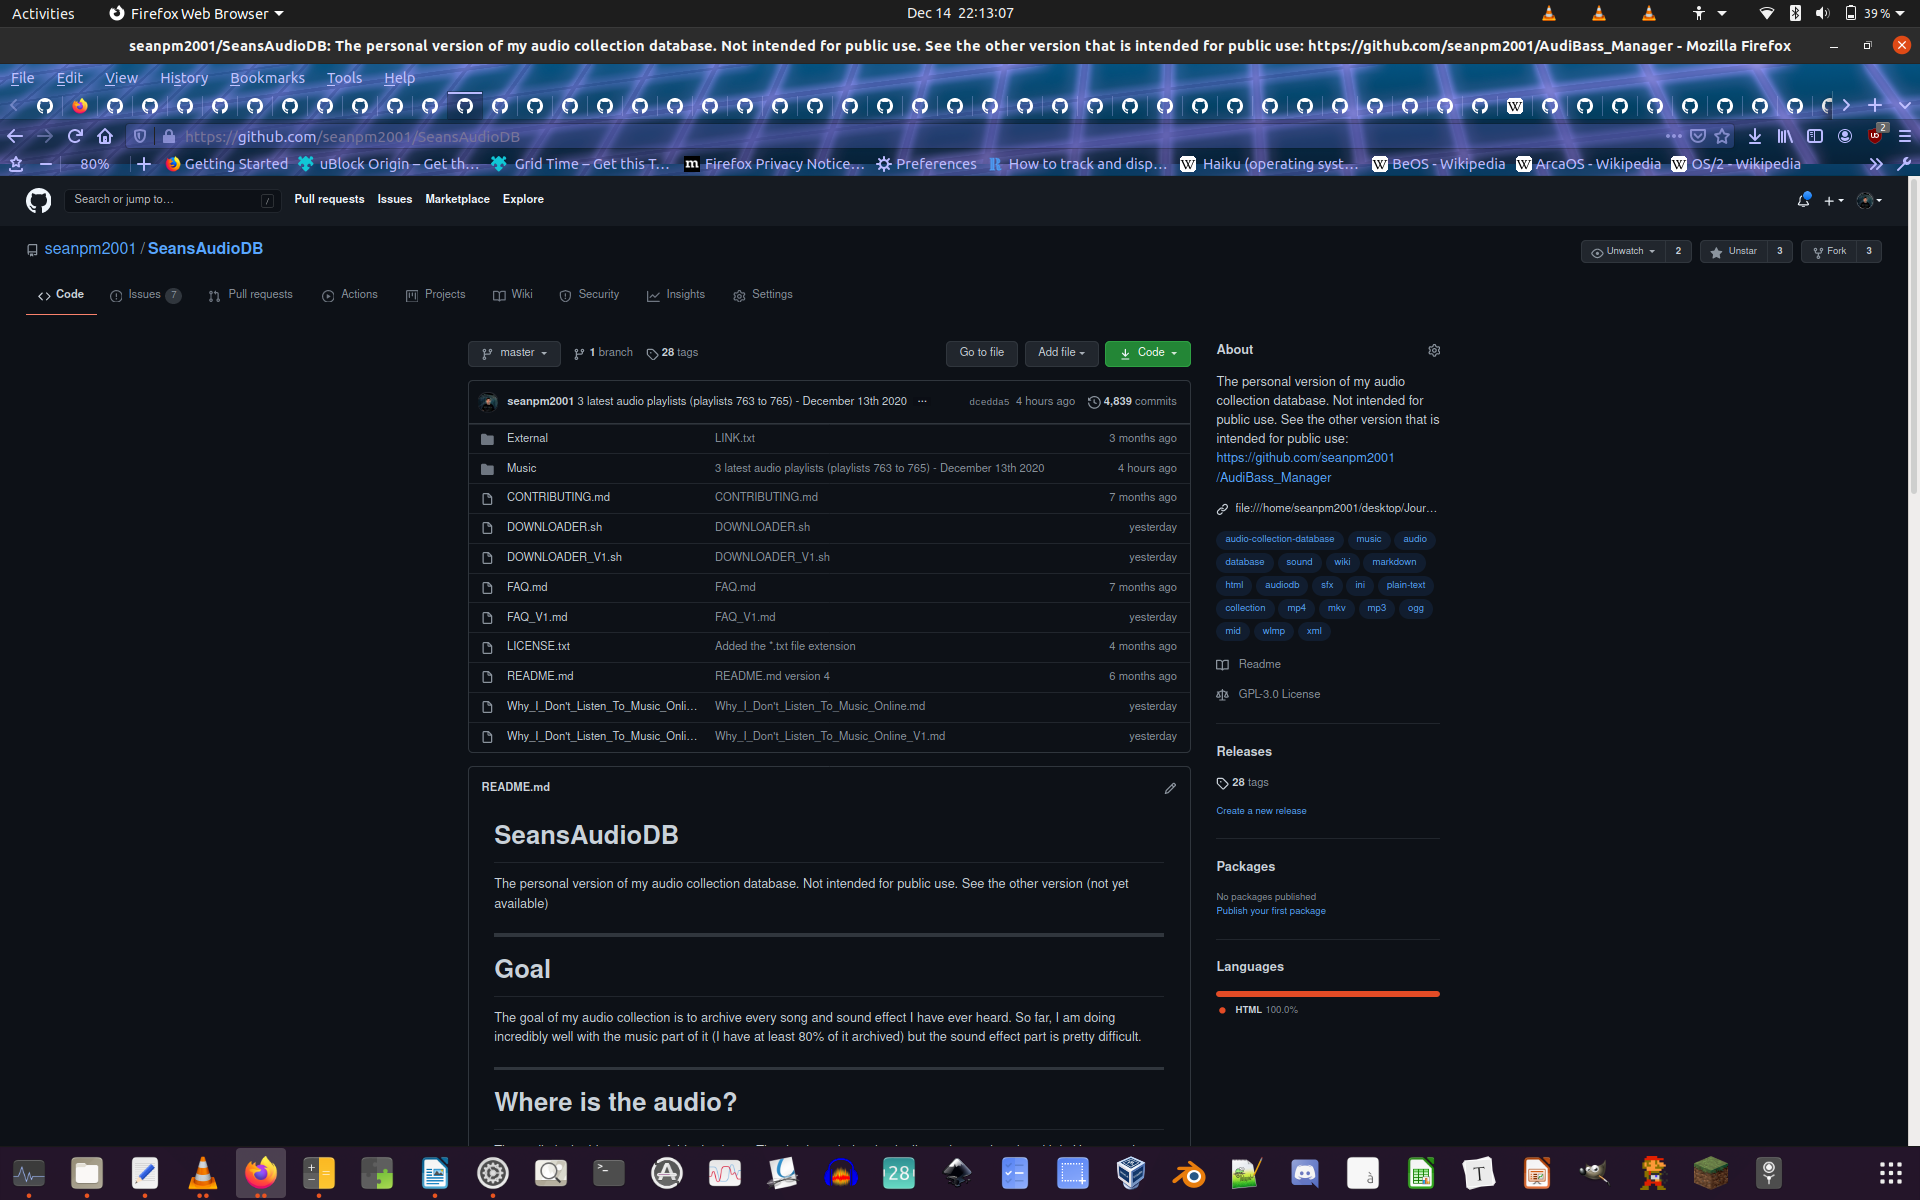 Activities Firefox Web Browser Dec 14 22:13:07 39 %
seanpm2001/SeansAudioDB: The personal version of my audio collection database. Not intended for public use. See the other version that is intended for public use: https://github.com/seanpm2001/AudiBass_Manager - Mozilla Firefox
File Edit View History Bookmarks Tools Help
https://github.com/seanpm2001/SeansAudioDB 2
80% Getting Started uBlock Origin – Get th… Grid Time – Get this T… Firefox Privacy Notice… Preferences How to track and disp… Haiku (operating syst… BeOS - Wikipedia ArcaOS - Wikipedia OS/2 - Wikipedia
Search or jump to… / Pull requests Issues Marketplace Explore
seanpm2001 / SeansAudioDB Unwatch 2 Unstar 3 Fork 3
Code Issues 7 Pull requests Actions Projects Wiki Security Insights Settings
master 1 branch 28 tags Go to file Add file Code
seanpm2001 3 latest audio playlists (playlists 763 to 765) - December 13th 2020 ... dcedda5 4 hours ago 4,839 commits
External LINK.txt 3 months ago
Music 3 latest audio playlists (playlists 763 to 765) - December 13th 2020 4 hours ago
CONTRIBUTING.md CONTRIBUTING.md 7 months ago
DOWNLOADER.sh DOWNLOADER.sh yesterday
DOWNLOADER_V1.sh DOWNLOADER_V1.sh yesterday
FAQ.md FAQ.md 7 months ago
FAQ_V1.md FAQ_V1.md yesterday
LICENSE.txt Added the *.txt file extension 4 months ago
README.md README.md version 4 6 months ago
Why_I_Don't_Listen_To_Music_Onli… Why_I_Don't_Listen_To_Music_Online.md yesterday
Why_I_Don't_Listen_To_Music_Onli… Why_I_Don't_Listen_To_Music_Online_V1.md yesterday
README.md
SeansAudioDB
The personal version of my audio collection database. Not intended for public use. See the other version (not yet
available)
Goal
The goal of my audio collection is to archive every song and sound effect I have ever heard. So far, I am doing
incredibly well with the music part of it (I have at least 80% of it archived) but the sound effect part is pretty difficult.
Where is the audio?
About
The personal version of my audio
collection database. Not intended for
public use. See the other version that is
intended for public use:
https://github.com/seanpm2001
/AudiBass_Manager
file:///home/seanpm2001/desktop/Jour…
audio-collection-database music audio
database sound wiki markdown
html audiodb sfx ini plain-text
collection mp4 mkv mp3 ogg
mid wlmp xml
Readme
GPL-3.0 License
Releases
28 tags
Create a new release
Packages
No packages published
Publish your first package
Languages
HTML 100.0%
28